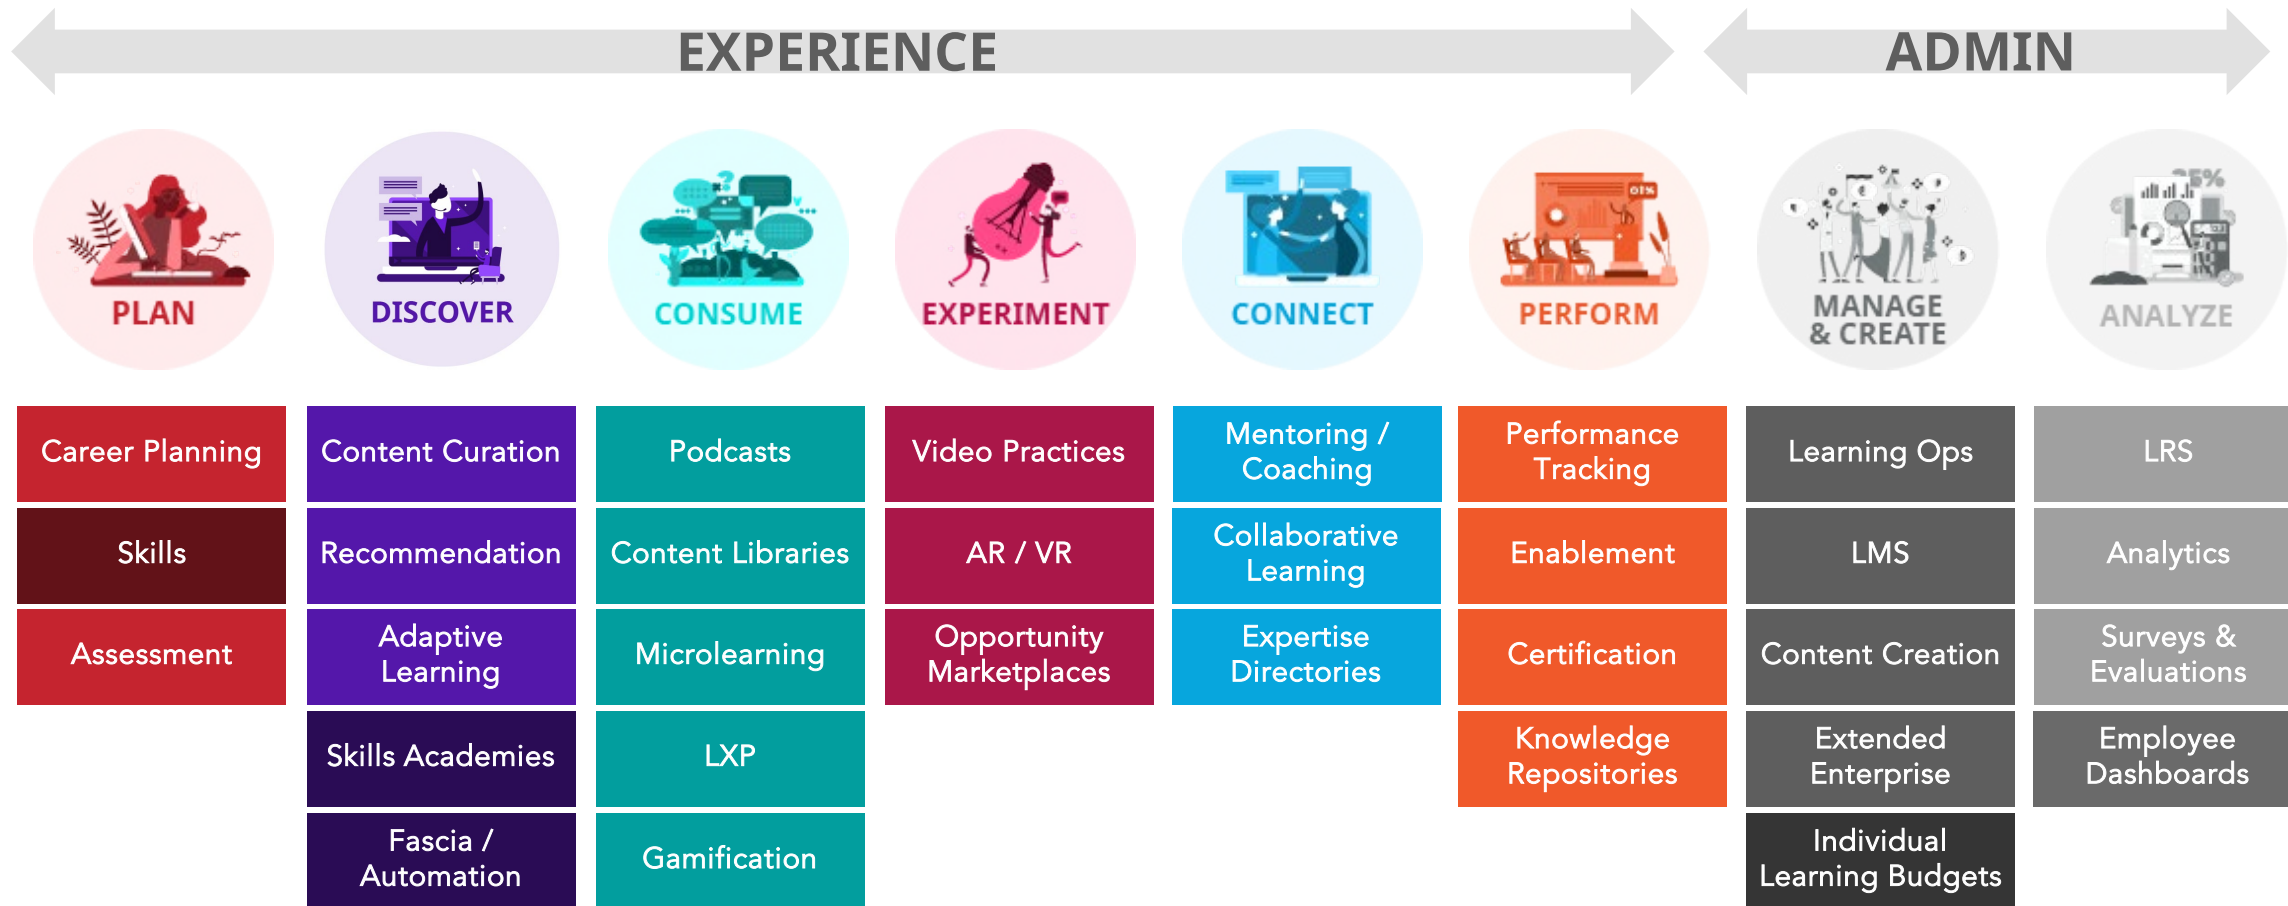 EXPERIENCE
ADMIN
PLAN
DISCOVER
CONSUME
EXPERIMENT
CONNECT
PERFORM
MANAGE
& CREATE
25%
ANALYZE
Career Planning
Skills
Assessment
Content Curation
Recommendation
Adaptive
Learning
Skills Academies
Fascia /
Automation
Podcasts
Content Libraries
Microlearning
LXP
Gamification
Video Practices
AR / VR
Opportunity
Marketplaces
Mentoring /
Coaching
Collaborative
Learning
Expertise
Directories
Performance
Tracking
Enablement
Certification
Knowledge
Repositories
Learning Ops
LMS
Content Creation
Extended
Enterprise
Individual
Learning Budgets
LRS
Analytics
Surveys &
Evaluations
Employee
Dashboards